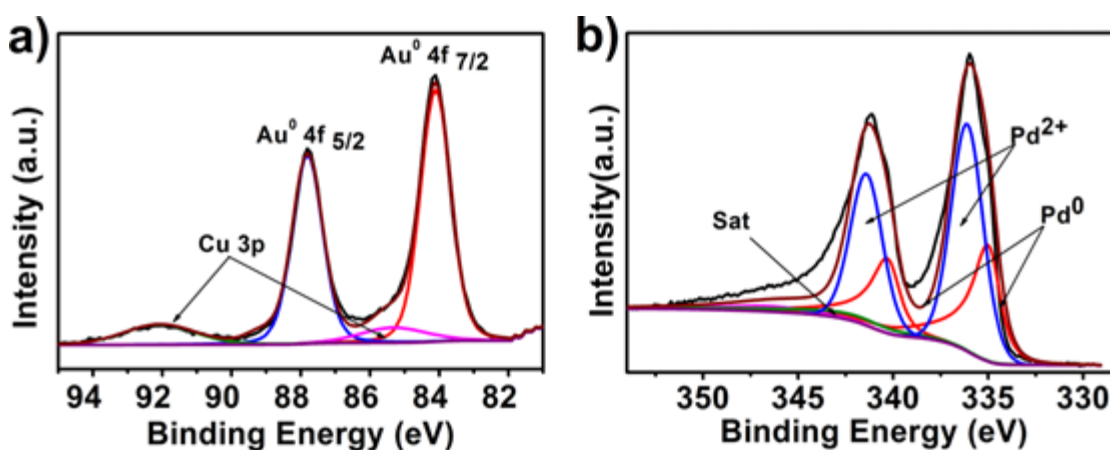 a)
Au⁰ 4f 7/2
Au⁰ 4f 5/2
Cu 3p
Intensity (a.u.)
94 92 90 88 86 84 82
Binding Energy (eV)
b)
Pd²⁺
Pd⁰
Sat
Intensity(a.u.)
350 345 340 335 330
Binding Energy (eV)